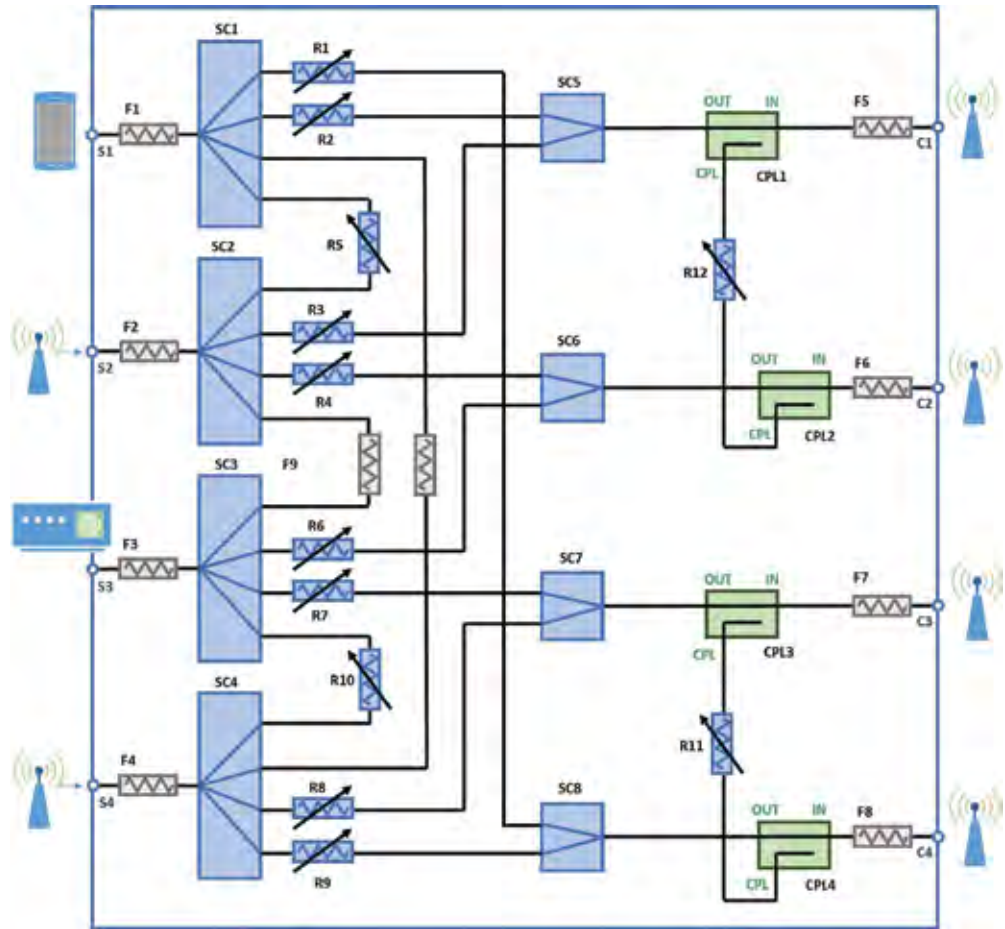 SC1
R1
F1
R2
S1
SC5
OUT
IN
F5
CPL
CPL1
C1
R5
SC2
R12
R3
F2
S2
R4
SC6
OUT
IN
F6
CPL
CPL2
C2
SC3
F9
R6
F3
S3
R7
SC7
OUT
IN
F7
CPL
CPL3
C3
R10
SC4
R11
F4
S4
R8
SC8
OUT
IN
F8
R9
CPL
CPL4
C4